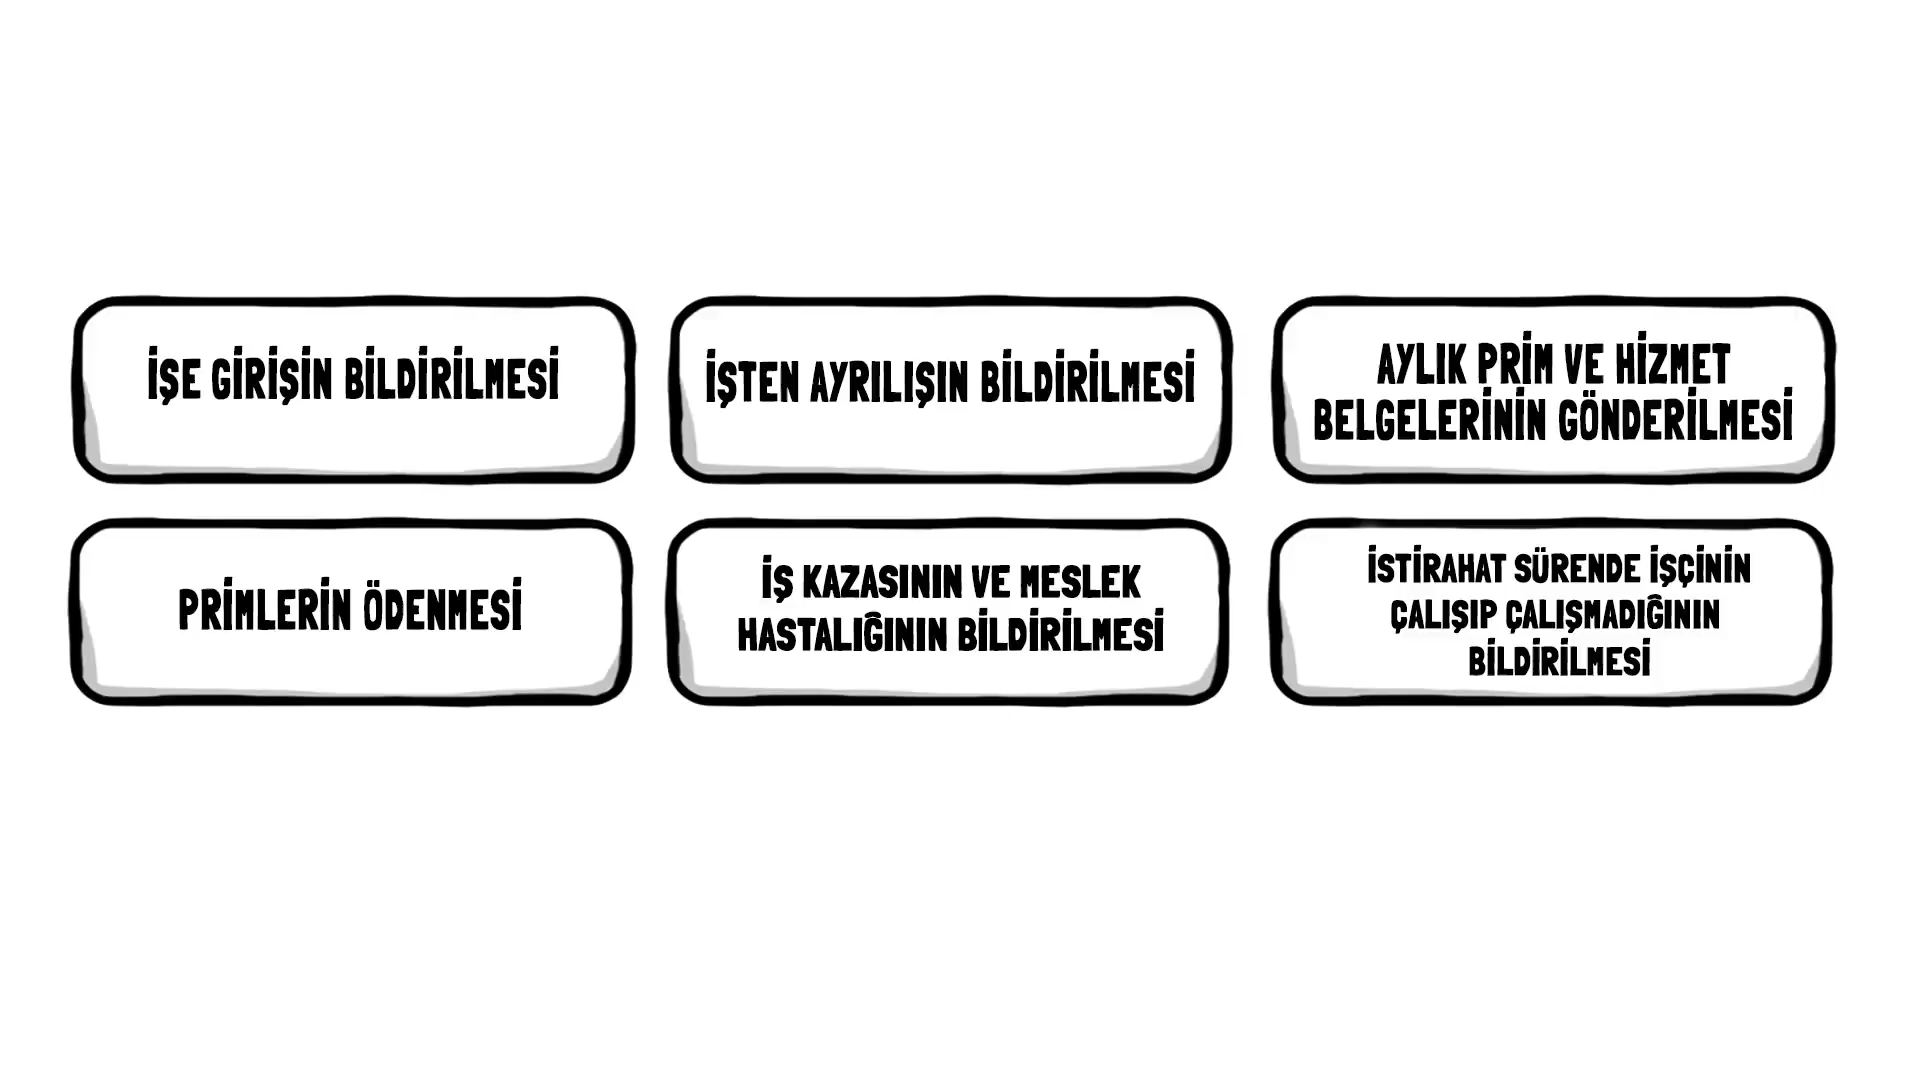 İŞE GİRİŞİN BİLDİRİLMESİ
İŞTEN AYRILIŞIN BİLDİRİLMESİ
AYLIK PRİM VE HİZMET
BELGELERİNİN GÖNDERİLMESİ
PRİMLERİN ÖDENMESİ
İŞ KAZASININ VE MESLEK
HASTALIĞININ BİLDİRİLMESİ
İSTİRAHAT SÜRENDE İŞÇİNİN
ÇALIŞIP ÇALIŞMADIĞININ
BİLDİRİLMESİ